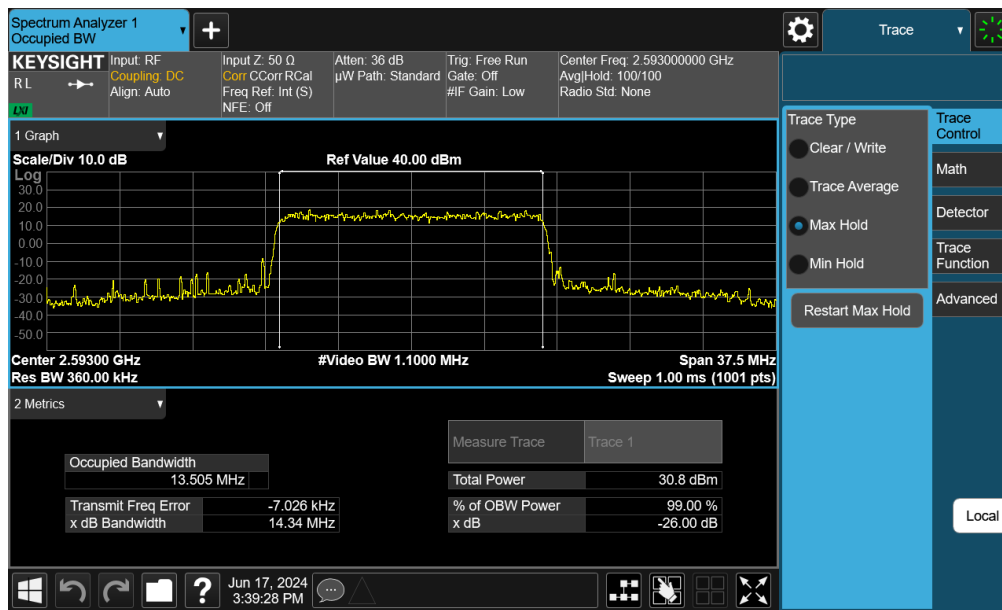 Spectrum Analyzer 1
Occupied BW
+
Trace
KEYSIGHT
RL
LXI
Input: RF
Coupling: DC
Align: Auto
Input Z: 50 Ω
Corr CCorr RCal
Freq Ref: Int (S)
NFE: Off
Atten: 36 dB
µW Path: Standard
Trig: Free Run
Gate: Off
#IF Gain: Low
Center Freq: 2.593000000 GHz
Avg|Hold: 100/100
Radio Std: None
1 Graph
Scale/Div 10.0 dB
Ref Value 40.00 dBm
Log
30.0
20.0
10.0
0.00
-10.0
-20.0
-30.0
-40.0
-50.0
Center 2.59300 GHz
#Video BW 1.1000 MHz
Span 37.5 MHz
Res BW 360.00 kHz
Sweep 1.00 ms (1001 pts)
2 Metrics
Measure Trace
Trace 1
Occupied Bandwidth
13.505 MHz
Total Power
30.8 dBm
Transmit Freq Error
-7.026 kHz
% of OBW Power
99.00 %
x dB Bandwidth
14.34 MHz
x dB
-26.00 dB
Trace Type
Clear / Write
Trace Average
Max Hold
Min Hold
Restart Max Hold
Trace
Control
Math
Detector
Trace
Function
Advanced
Local
?
Jun 17, 2024
3:39:28 PM